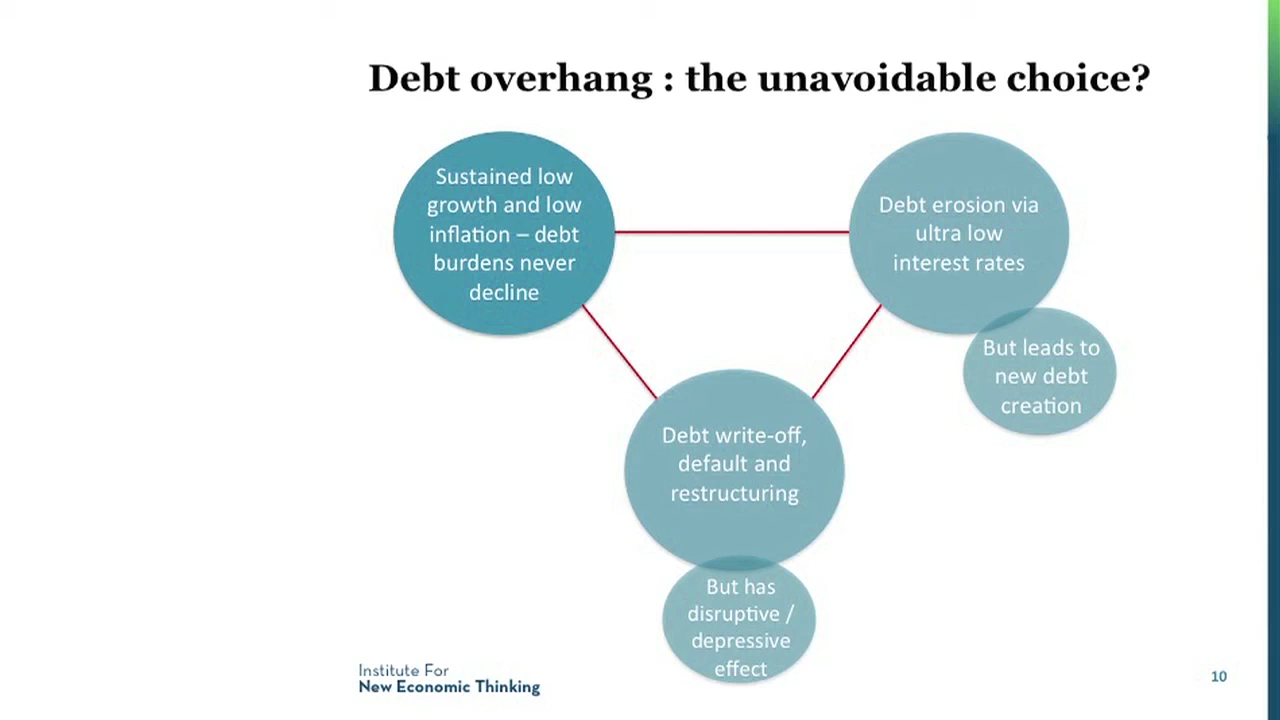 Debt overhang : the unavoidable choice?
Sustained low
growth and low
inflation – debt
burdens never
decline
Debt erosion via
ultra low
interest rates
But leads to
new debt
creation
Debt write-off,
default and
restructuring
But has
disruptive /
depressive
effect
Institute For
New Economic Thinking
10